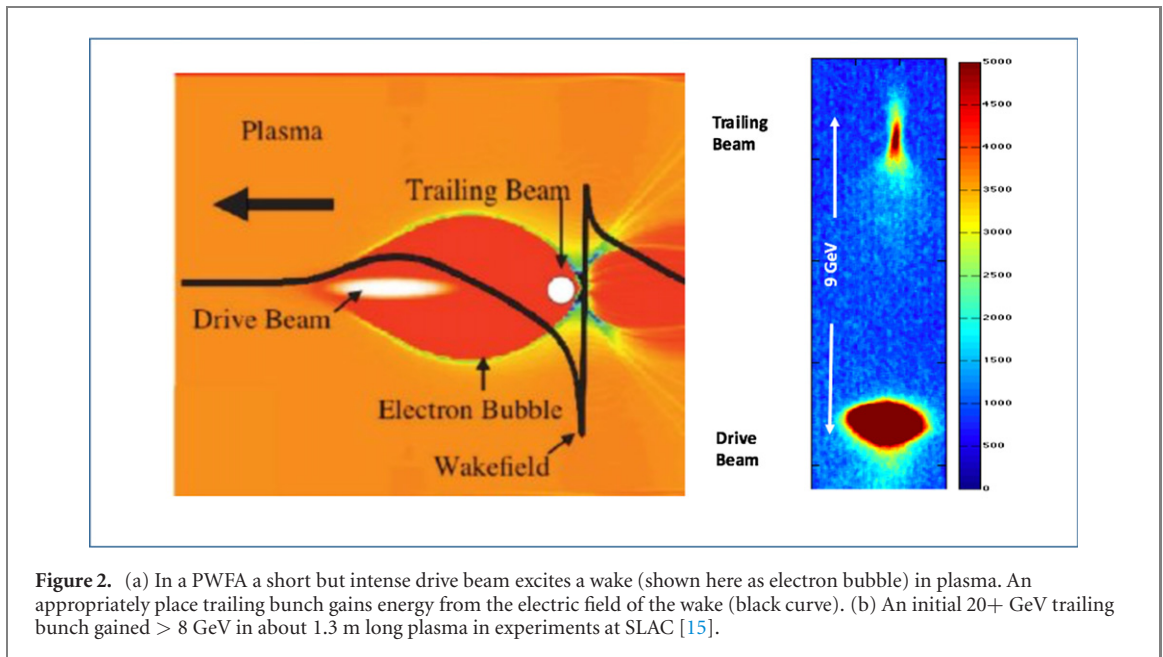 Plasma
Trailing Beam
Drive Beam
Electron Bubble
Wakefield
Trailing
Beam
9 GeV
Drive
Beam
5000
4500
4000
3500
3000
2500
2000
1500
1000
500
0
Figure 2. (a) In a PWFA a short but intense drive beam excites a wake (shown here as electron bubble) in plasma. An
appropriately place trailing bunch gains energy from the electric field of the wake (black curve). (b) An initial 20+ GeV trailing
bunch gained > 8 GeV in about 1.3 m long plasma in experiments at SLAC [15].